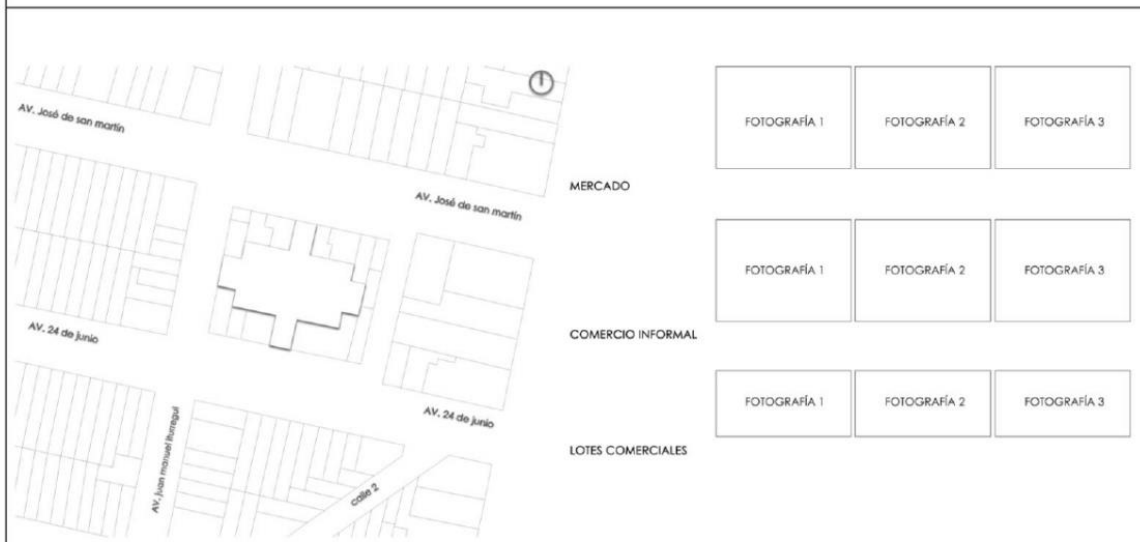 AV. José de san martín
AV. José de san martín
AV. 24 de junio
AV. 24 de junio
AV. juan manuel iturregui
calle 2
FOTOGRAFÍA 1
FOTOGRAFÍA 2
FOTOGRAFÍA 3
MERCADO
FOTOGRAFÍA 1
FOTOGRAFÍA 2
FOTOGRAFÍA 3
COMERCIO INFORMAL
FOTOGRAFÍA 1
FOTOGRAFÍA 2
FOTOGRAFÍA 3
LOTES COMERCIALES